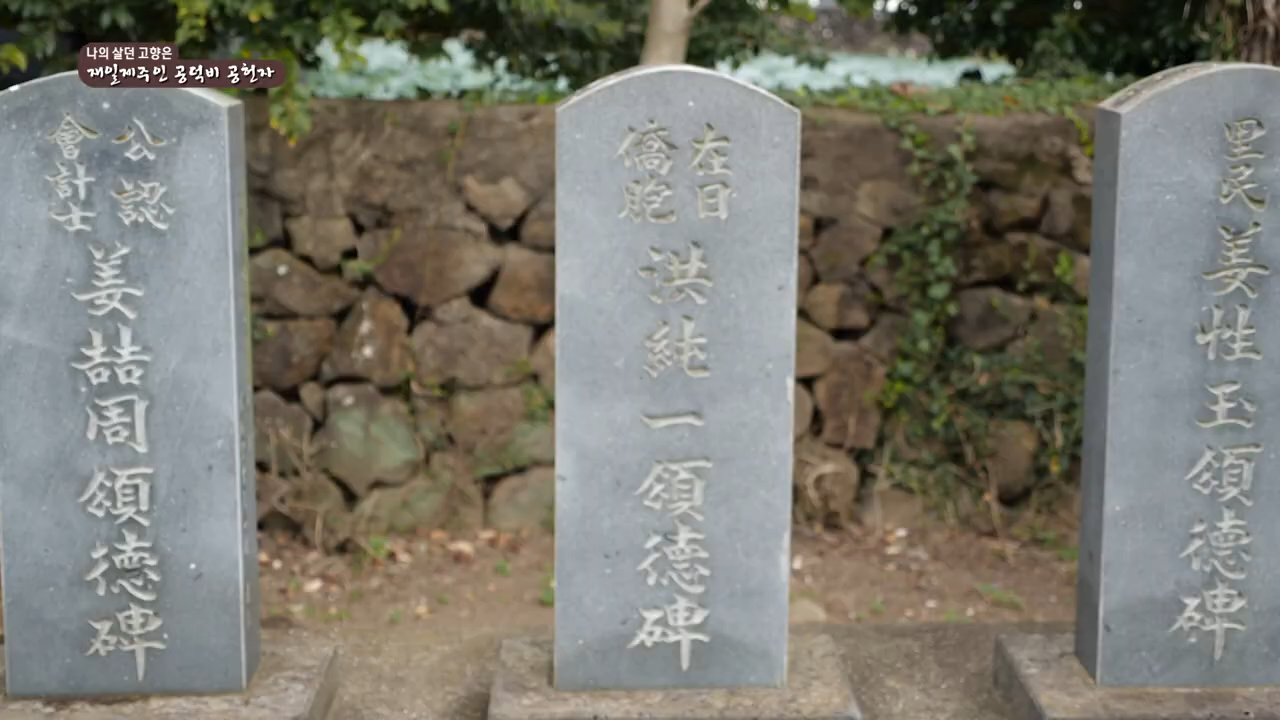 나의 살던 고향은
재일제주인 공덕비 공헌자
公認
會計士
姜喆周頌德碑
在日
僑胞
洪純一頌德碑
里民姜性玉頌德碑